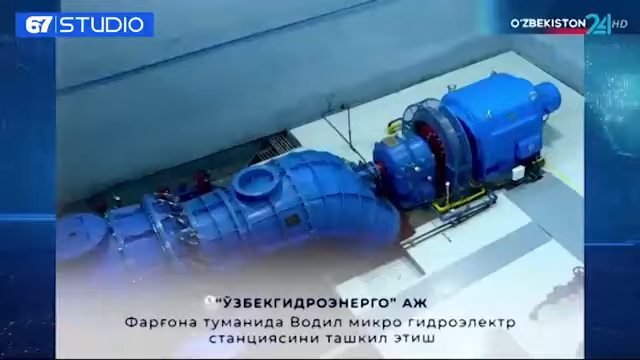 67 STUDIO
O'ZBEKISTON 24 HD
"ЎЗБЕКГИДРОЭНЕРГО" АЖ
Фарғона туманида Водил микро гидроэлектр
станциясини ташкил этиш